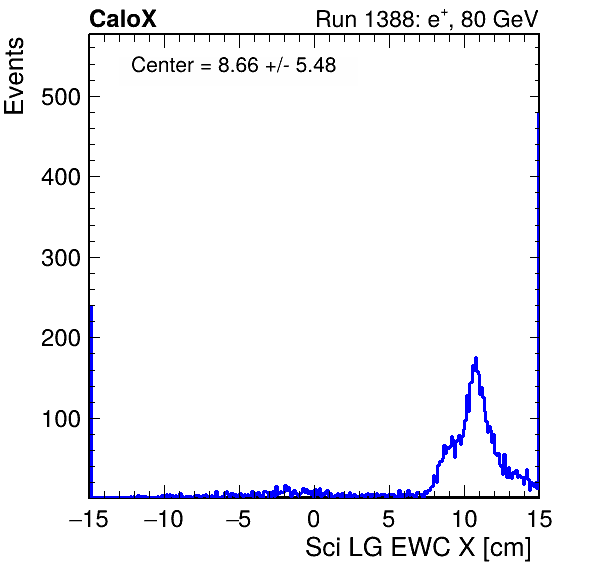 CaloX Run 1388: e⁺, 80 GeV
Center = 8.66 +/- 5.48
Events
500
400
300
200
100
−15 −10 −5 0 5 10 15
Sci LG EWC X [cm]